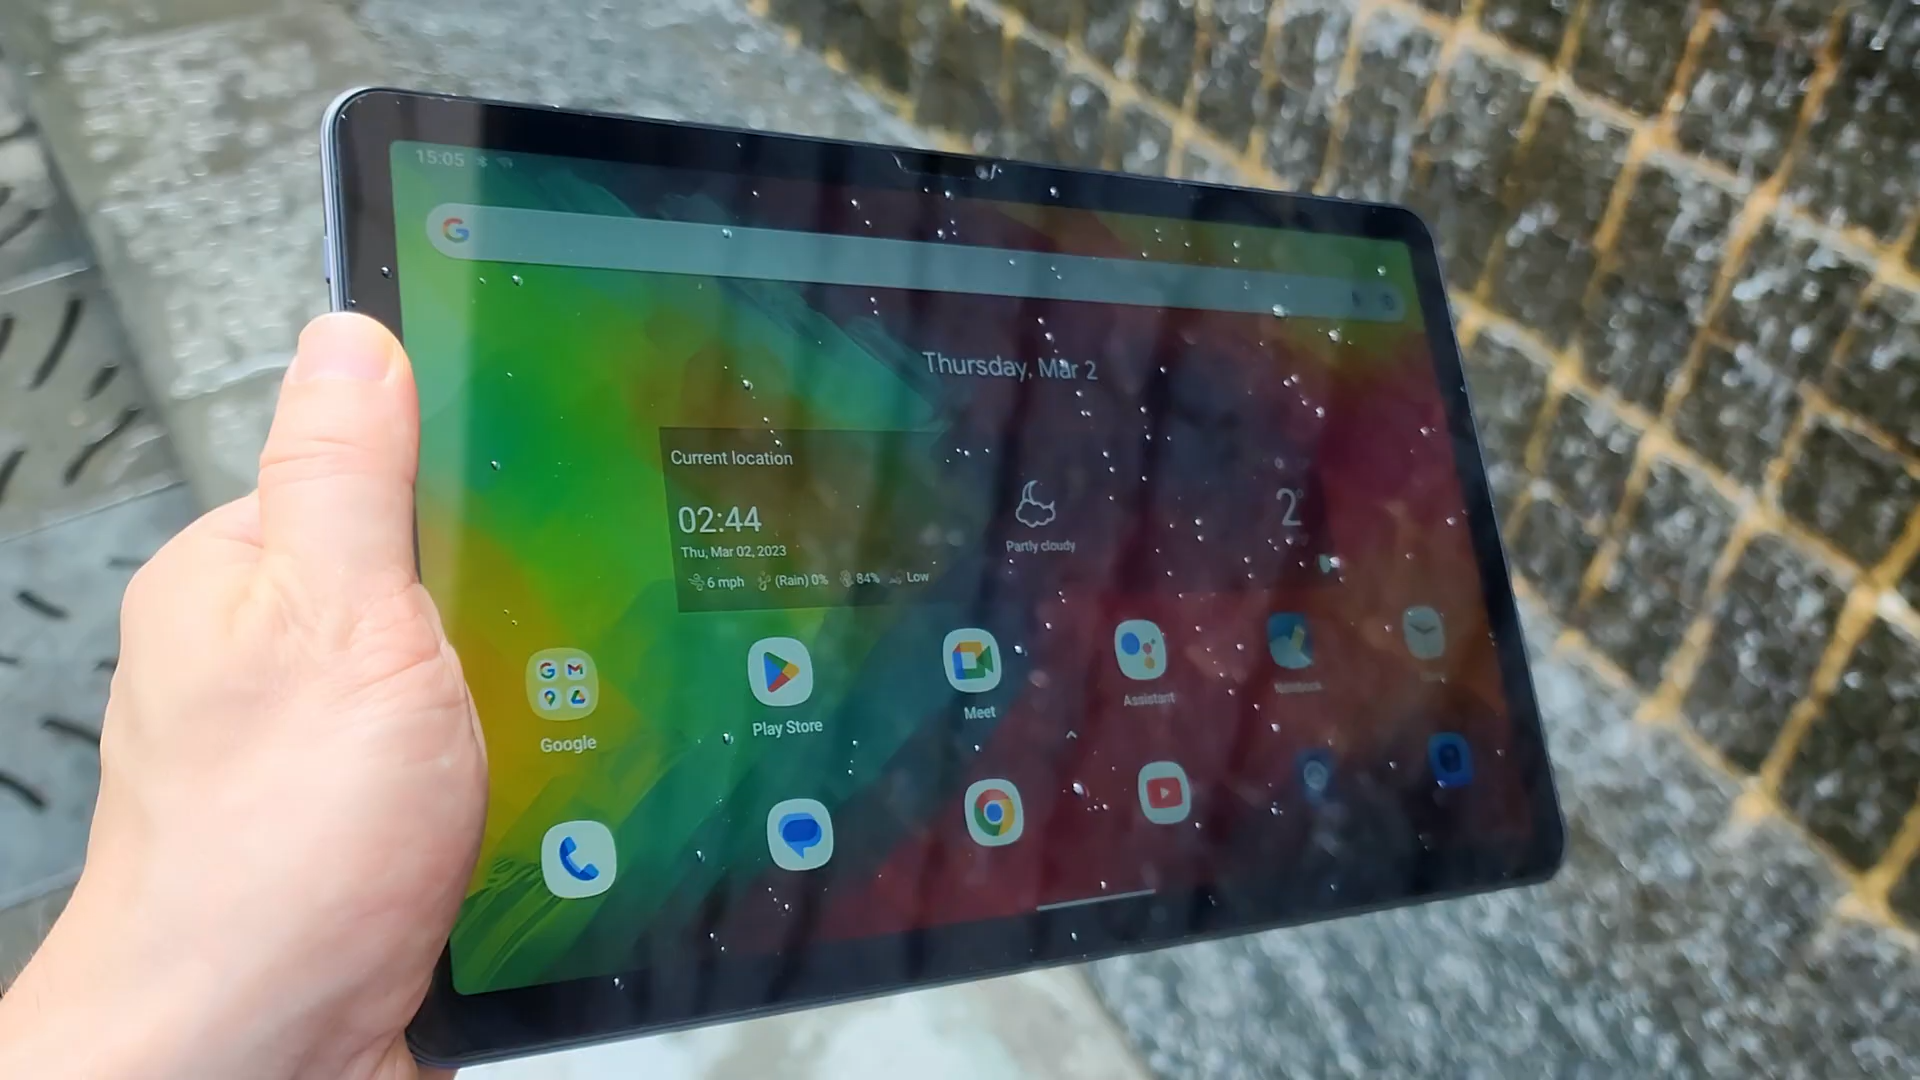 15:05
Thursday, Mar 2
Current location
02:44
Thu, Mar 02, 2023
6 mph (Rain) 0% 84% Low
Partly cloudy
2°
Google
Play Store
Meet
Assistant